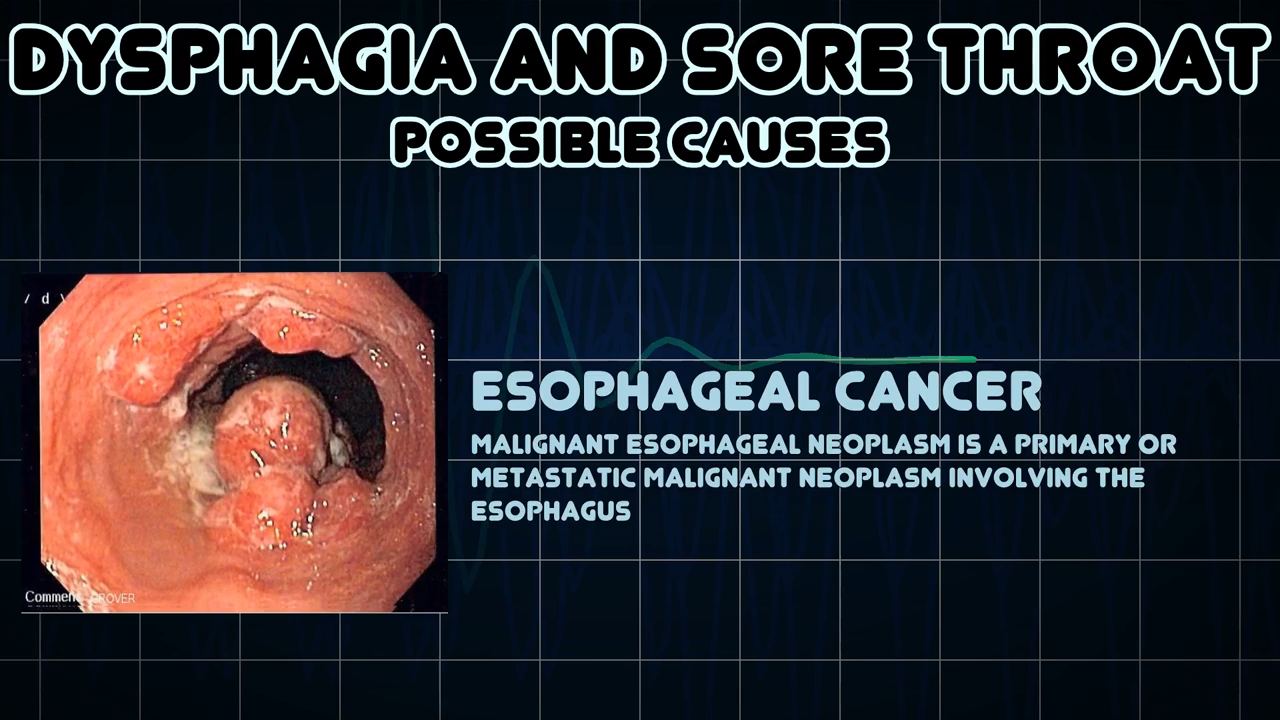 DYSPHAGIA AND SORE THROAT
POSSIBLE CAUSES
/ d \
ESOPHAGEAL CANCER
MALIGNANT ESOPHAGEAL NEOPLASM IS A PRIMARY OR
METASTATIC MALIGNANT NEOPLASM INVOLVING THE
ESOPHAGUS